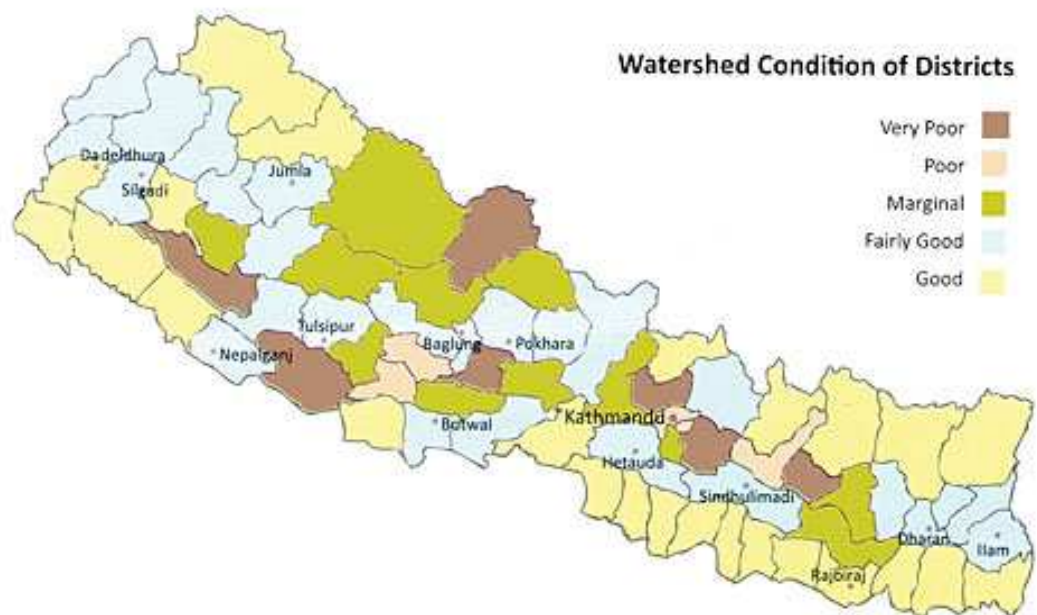 Watershed Condition of Districts
Very Poor
Poor
Marginal
Fairly Good
Good
Dadeldhura
Silgadi
Jumla
Tulsipur
Nepalganj
Baglung
Pokhara
Botwal
Kathmandu
Hetauda
Sindhulimadi
Dharan
Ilam
Rajbiraj